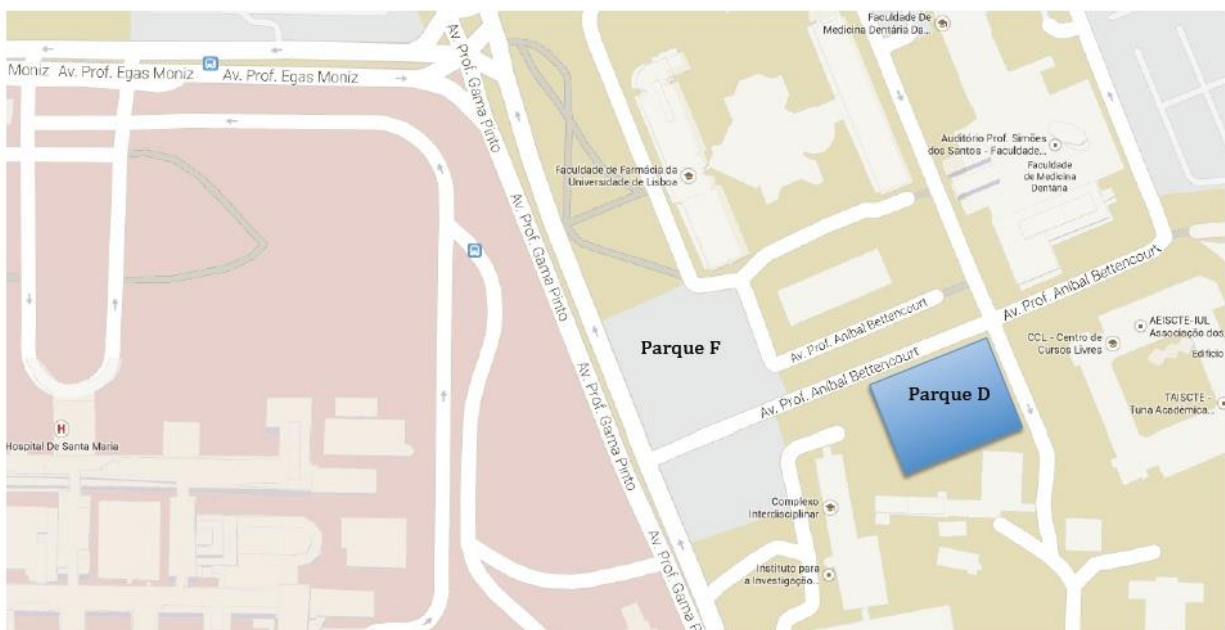 Faculdade De
Medicina Dentária Da...
Moniz
Av. Prof. Egas Moniz
Av. Prof. Egas Moniz
Av. Prof. Gama Pinto
Auditório Prof. Simões
dos Santos - Faculdade...
Faculdade
de Medicina
Dentária
Faculdade de Farmácia da
Universidade de Lisboa
Av. Prof. Gama Pinto
Av. Prof. Aníbal Bettencourt
Av. Prof. Aníbal Bettencourt
AEISCTE-IUL
Associação dos
CCL - Centro de
Cursos Livres
Edifício
Parque F
Av. Prof. Aníbal Bettencourt
Parque D
TAISCTE -
Tuna Academica...
Av. Prof. Gama Pinto
H
Hospital De Santa Maria
Complexo
Interdisciplinar
Av. Prof. Gama P
Instituto para
a Investigação...